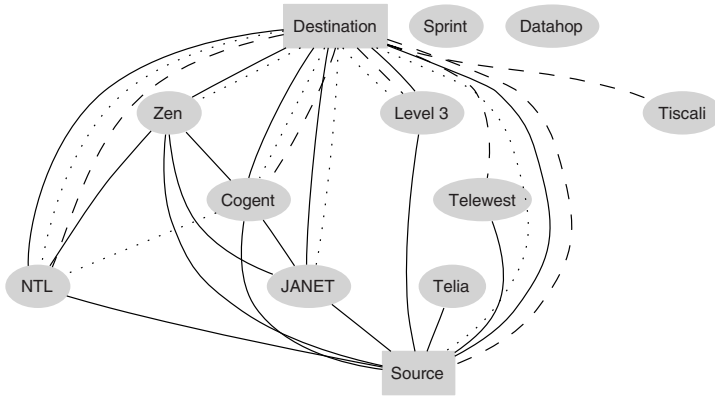 Destination
Sprint
Datahop
Zen
Level 3
Tiscali
Cogent
Telewest
NTL
JANET
Telia
Source